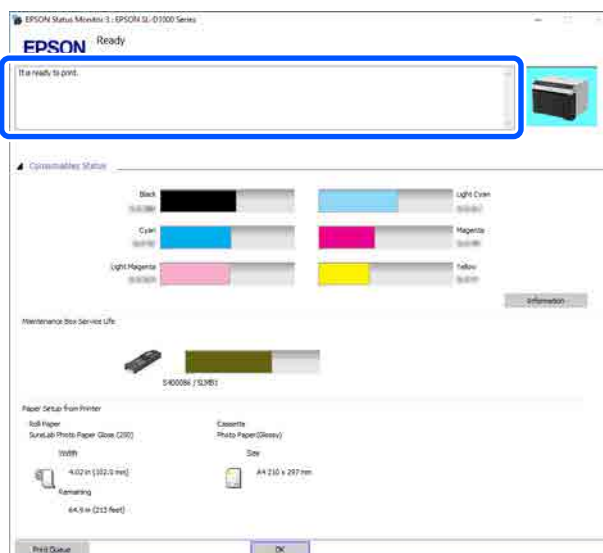 EPSON Status Monitor 3 : EPSON SL-D1000 Series
EPSON
Ready
It is ready to print.
Consumables Status
Black
Light Cyan
Cyan
Magenta
Light Magenta
Yellow
Information
Maintenance Box Service Life
S400086 / SLMB1
Paper Setup from Printer
Roll Paper
SureLab Photo Paper Gloss (250)
Width
4.02 in (102.0 mm)
Remaining
64.9 m (213 feet)
Cassette
Photo Paper(Glossy)
Size
A4 210 x 297 mm
Print Queue
OK